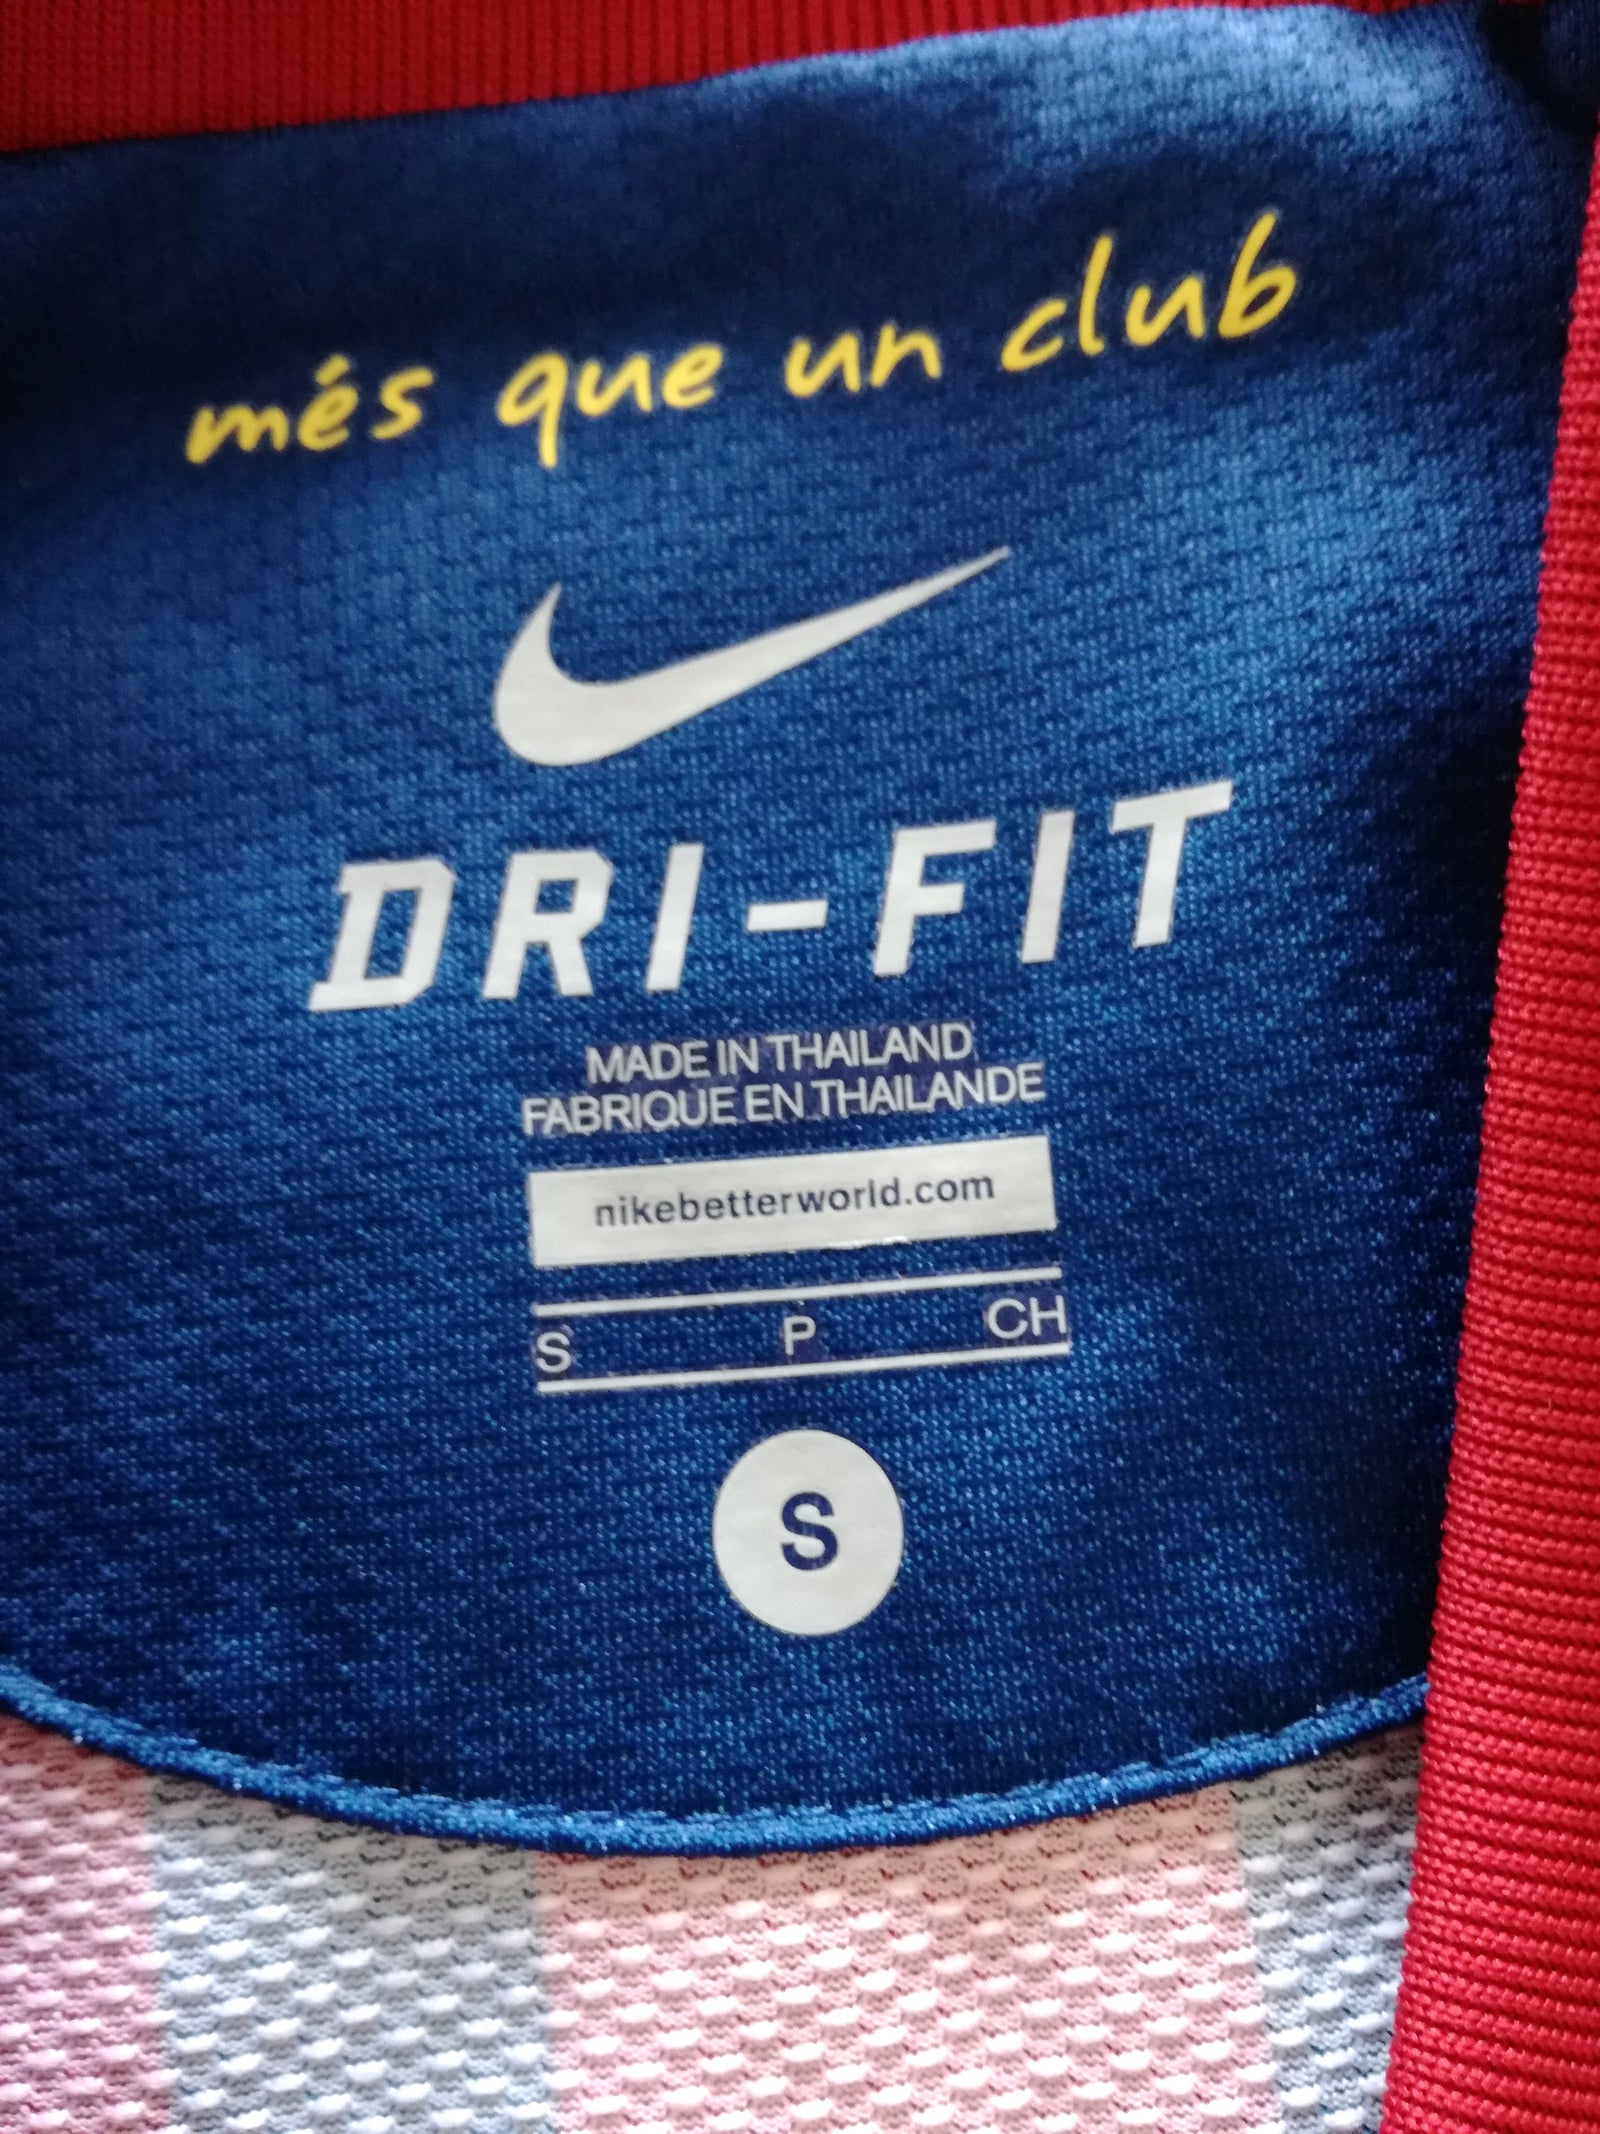 més que un club
DRI-FIT
MADE IN THAILAND
FABRIQUE EN THAILANDE
nikebetterworld.com
S P CH
S